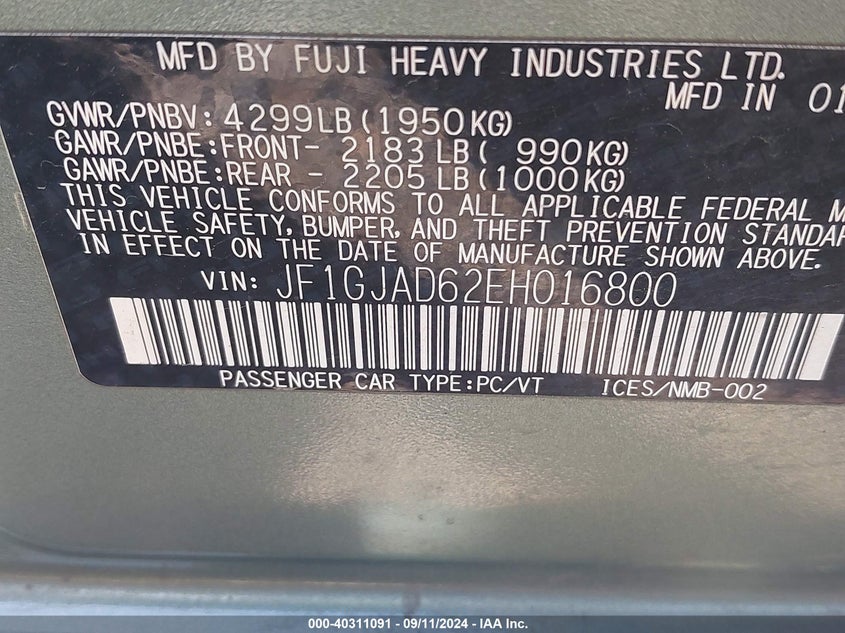 MFD BY FUJI HEAVY INDUSTRIES LTD.
MFD IN 01
GVWR/PNBV: 4299LB(1950KG)
GAWR/PNBE:FRONT- 2183 LB( 990KG)
GAWR/PNBE:REAR - 2205 LB(1000KG)
THIS VEHICLE CONFORMS TO ALL APPLICABLE FEDERAL M
VEHICLE SAFETY, BUMPER, AND THEFT PREVENTION STANDAR
IN EFFECT ON THE DATE OF MANUFACTURE SHOWN ABOVE.
VIN: JF1GJAD62EH016800
PASSENGER CAR TYPE:PC/VT ICES/NMB-002
000-40311091 - 09/11/2024 - IAA Inc.